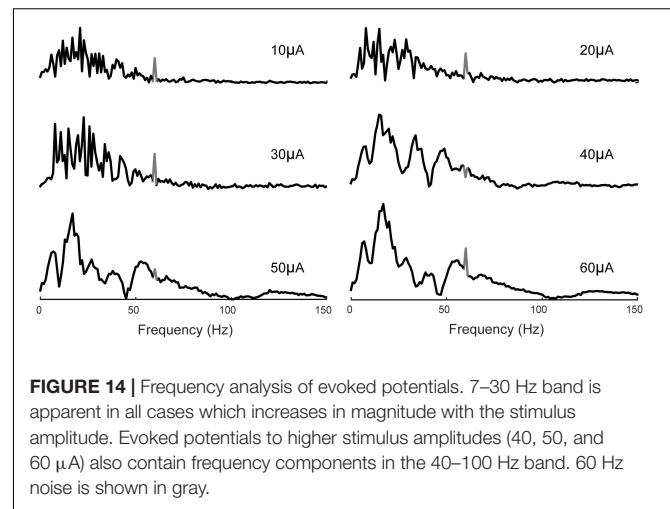 10µA
20µA
30µA
40µA
50µA
60µA
0 50 100 150
0 50 100 150
Frequency (Hz)
Frequency (Hz)
FIGURE 14 | Frequency analysis of evoked potentials. 7–30 Hz band is
apparent in all cases which increases in magnitude with the stimulus
amplitude. Evoked potentials to higher stimulus amplitudes (40, 50, and
60 µA) also contain frequency components in the 40–100 Hz band. 60 Hz
noise is shown in gray.